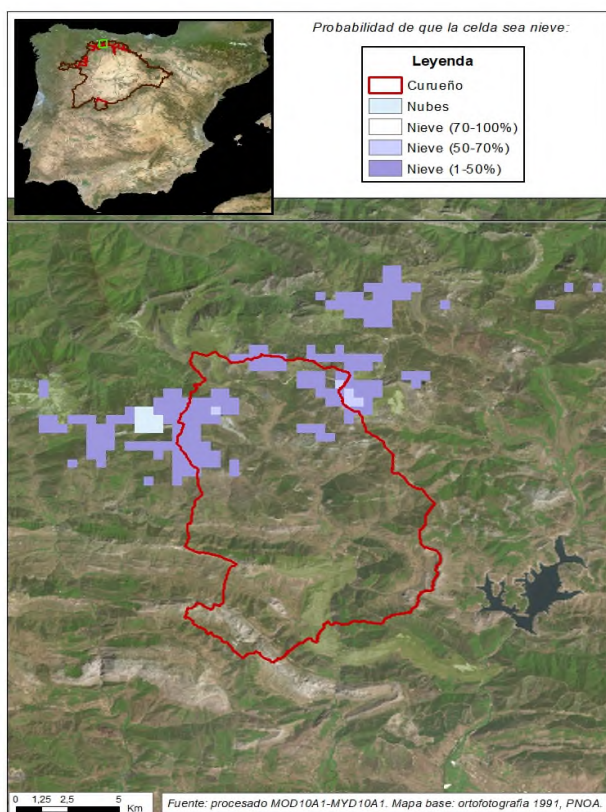 Probabilidad de que la celda sea nieve:
Leyenda
Curueño
Nubes
Nieve (70-100%)
Nieve (50-70%)
Nieve (1-50%)
0 1,25 2,5 5
Km
Fuente: procesado MOD10A1-MYD10A1. Mapa base: ortofotografía 1991, PNOA